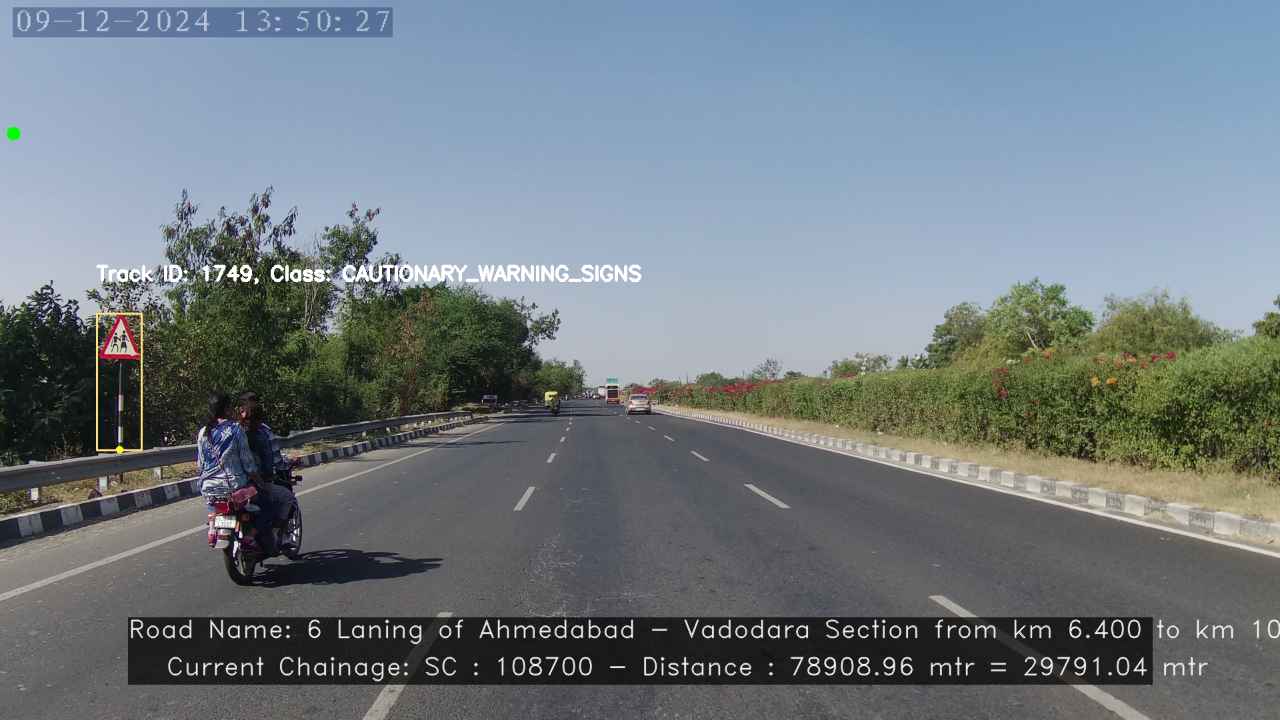 09-12-2024 13:50:27
Track ID: 1749, Class: CAUTIONARY_WARNING_SIGNS
Road Name: 6 Laning of Ahmedabad - Vadodara Section from km 6.400 to km 10
Current Chainage: SC : 108700 - Distance : 78908.96 mtr = 29791.04 mtr